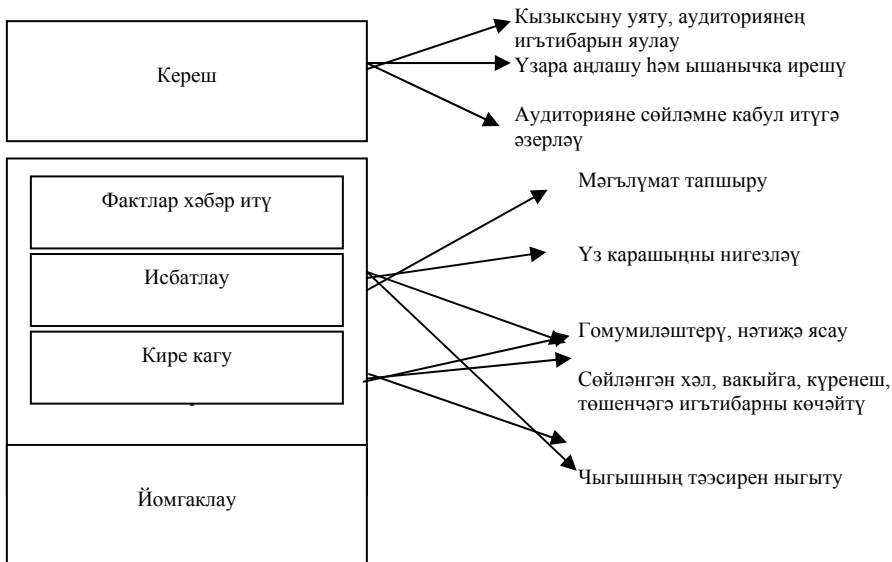 Кызыксыну уяту, аудиториянең
игътибарын яулау
Кереш
Үзара аңлашу һәм ышанычка ирешү
Аудиторияне сөйләмне кабул итүгә
әзерләү
Фактлар хәбәр итү
Мәгълүмат тапшыру
Исбатлау
Үз карашыңны нигезләү
Кире кагу
Гомумиләштерү, нәтиҗә ясау
Сөйләнгән хәл, вакыйга, күренеш,
төшенчәгә игътибарны көчәйтү
Йомгаклау
Чыгышның тәэсирен ныгыту